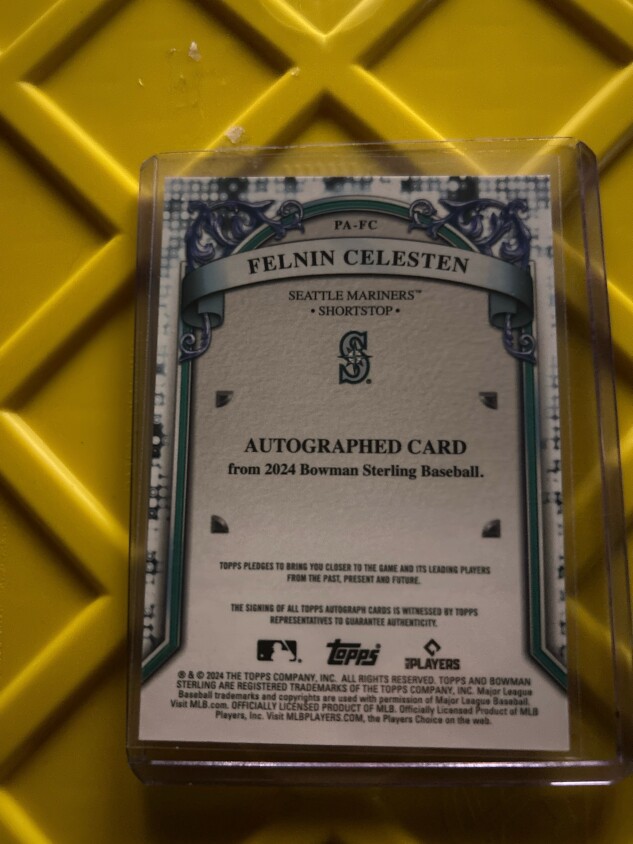 PA-FC
FELNIN CELESTEN
SEATTLE MARINERS™
• SHORTSTOP •
S
AUTOGRAPHED CARD
from 2024 Bowman Sterling Baseball.
TOPPS PLEDGES TO BRING YOU CLOSER TO THE GAME AND ITS LEADING PLAYERS
FROM THE PAST, PRESENT AND FUTURE.
THE SIGNING OF ALL TOPPS AUTOGRAPH CARDS IS WITNESSED BY TOPPS
REPRESENTATIVES TO GUARANTEE AUTHENTICITY.
topps PLAYERS
® & © 2024 THE TOPPS COMPANY, INC. ALL RIGHTS RESERVED. TOPPS AND BOWMAN
STERLING ARE REGISTERED TRADEMARKS OF THE TOPPS COMPANY, INC. Major League
Baseball trademarks and copyrights are used with permission of Major League Baseball.
Visit MLB.com. OFFICIALLY LICENSED PRODUCT OF MLB. Officially Licensed Product of MLB
Players, Inc. Visit MLBPLAYERS.COM, the Players Choice on the web.